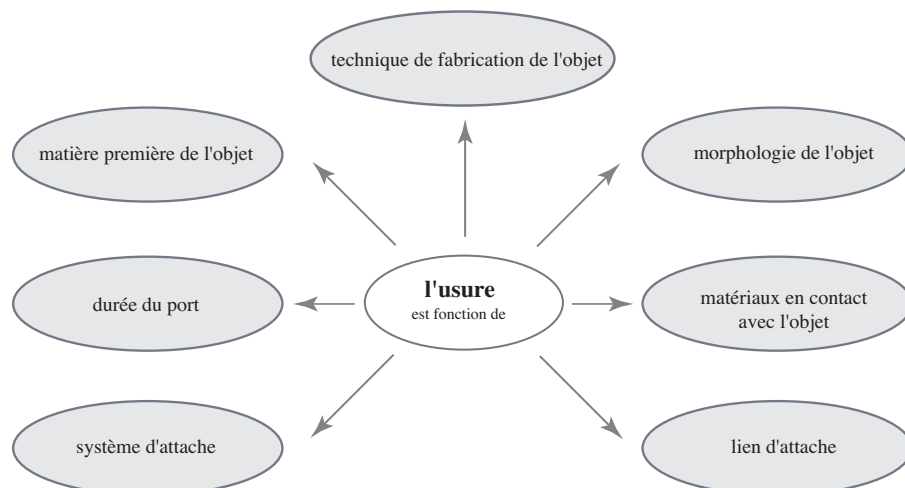 technique de fabrication de l'objet
matière première de l'objet
morphologie de l'objet
l'usure
est fonction de
durée du port
matériaux en contact
avec l'objet
système d'attache
lien d'attache